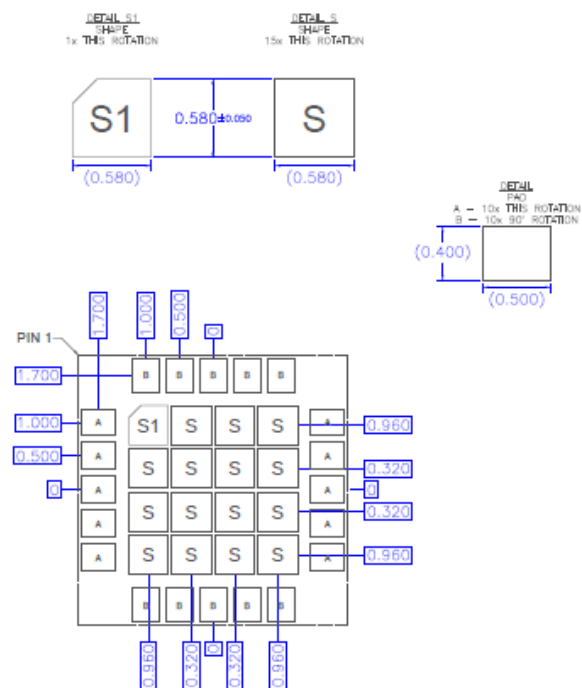 DETAIL S1
SHAPE
1x THIS ROTATION
DETAIL S
SHAPE
15x THIS ROTATION
S1
0.580±0.050
S
(0.580)
(0.580)
DETAIL
PAD
A – 10x THIS ROTATION
B – 10x 90° ROTATION
(0.400)
(0.500)
1.700
1.000
0.500
0
PIN 1
1.700
B B B B B
1.000
A
S1 S S S
A
0.960
0.500
A
S S S S
A
0.320
0
A
A
0
S S S S
0.320
A
A
A
S S S S
A
0.960
B B B B B
0
0.960
0.320
0.320
0.960